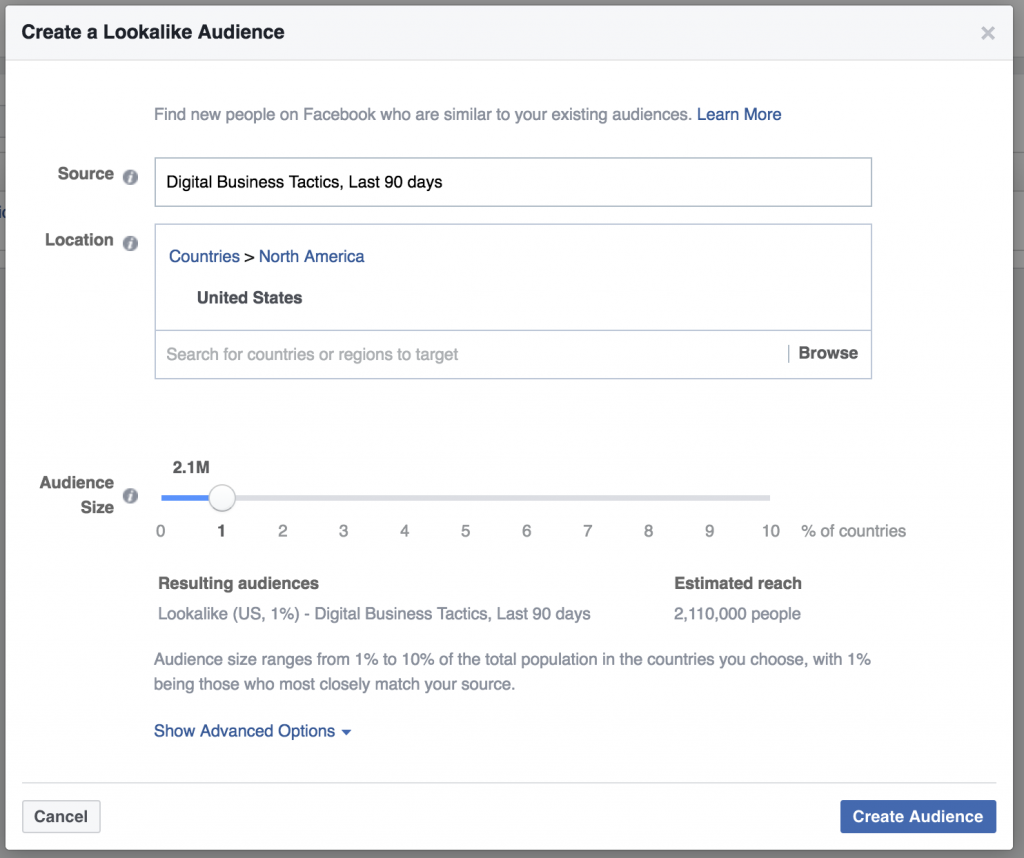 Create a Lookalike Audience ×
Find new people on Facebook who are similar to your existing audiences. Learn More
Source i
Digital Business Tactics, Last 90 days
Location i
Countries > North America
United States
Search for countries or regions to target
Browse
2.1M
Audience
Size i
0 1 2 3 4 5 6 7 8 9 10 % of countries
Resulting audiences Estimated reach
Lookalike (US, 1%) - Digital Business Tactics, Last 90 days 2,110,000 people
Audience size ranges from 1% to 10% of the total population in the countries you choose, with 1%
being those who most closely match your source.
Show Advanced Options
Cancel Create Audience